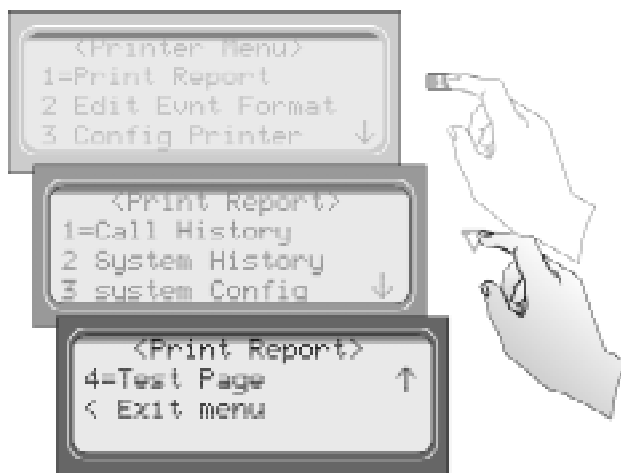 <Printer Menu>
1=Print Report
2 Edit Evnt Format
3 Config Printer ↓
<Print Report>
1=Call History
2 System History
3 system Config ↓
<Print Report>
4=Test Page ↑
< Exit menu